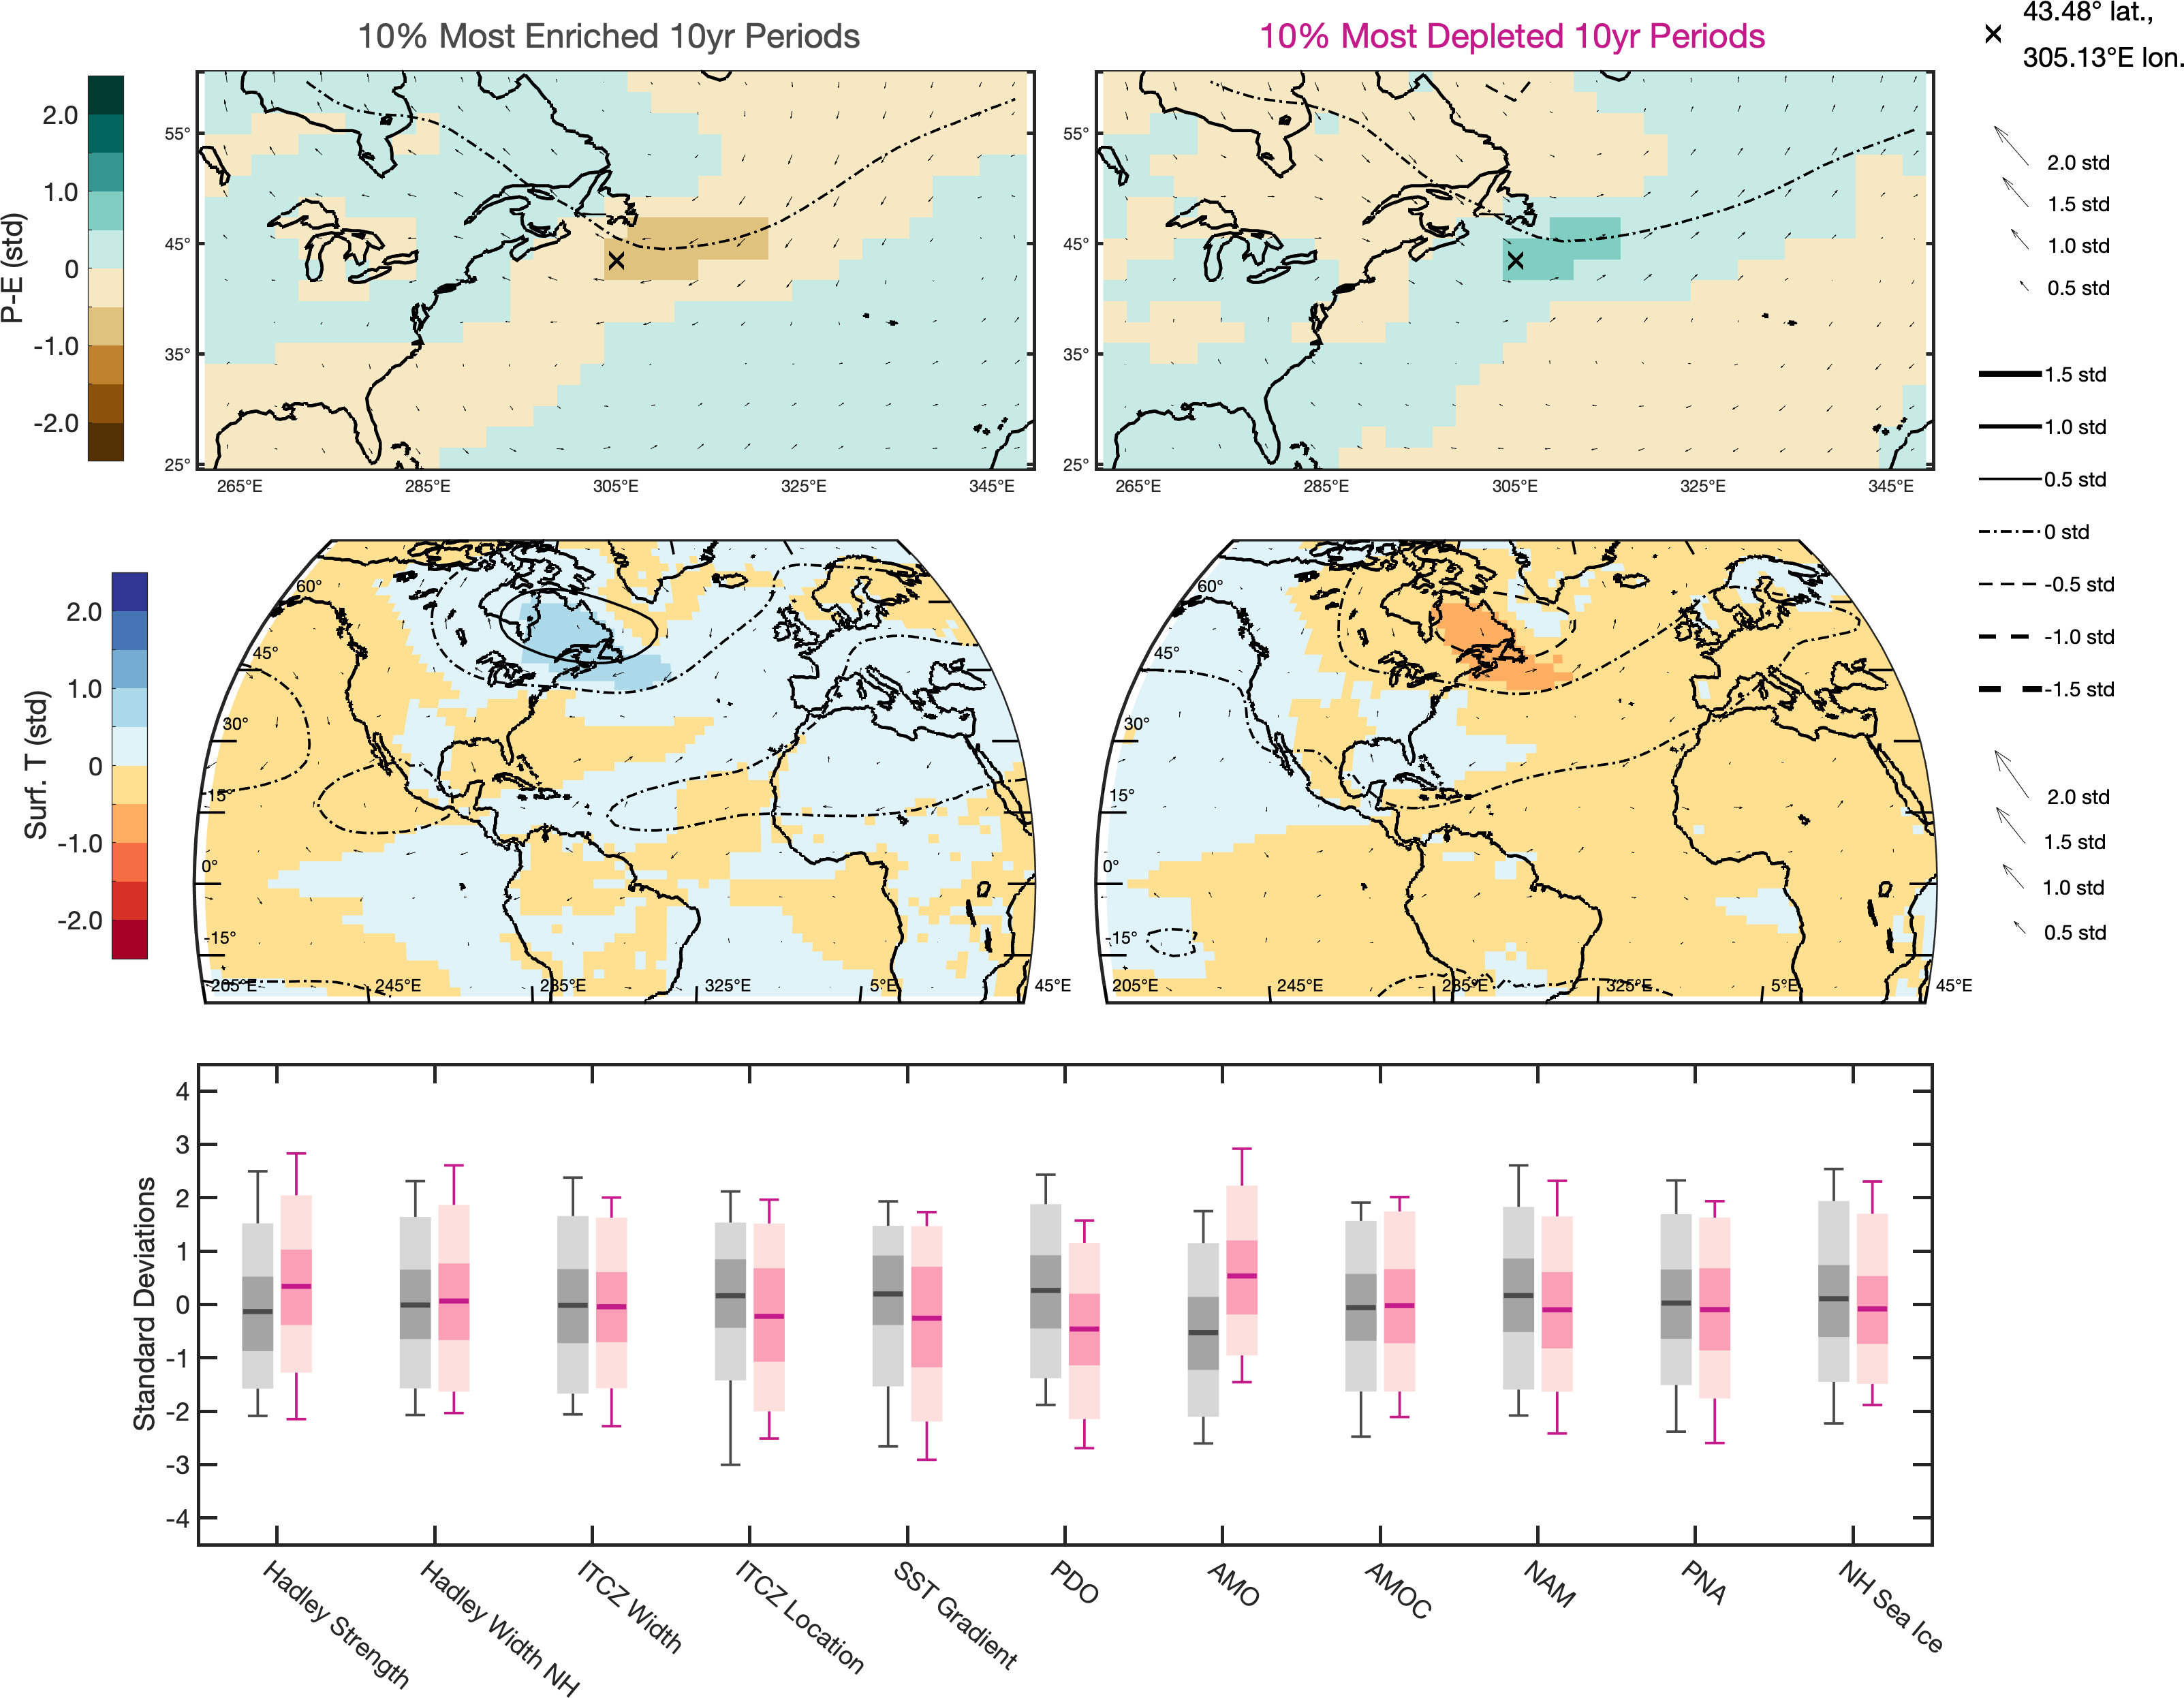 10% Most Enriched 10yr Periods
10% Most Depleted 10yr Periods
43.48° lat.,
305.13°E lon.
P-E (std)
2.0
1.0
0
-1.0
-2.0
55°
45°
35°
25°
265°E
285°E
305°E
325°E
345°E
55°
45°
35°
25°
265°E
285°E
305°E
325°E
345°E
2.0 std
1.5 std
1.0 std
0.5 std
1.5 std
1.0 std
0.5 std
0 std
-0.5 std
-1.0 std
-1.5 std
2.0 std
1.5 std
1.0 std
0.5 std
Surf. T (std)
2.0
1.0
0
-1.0
-2.0
60°
45°
30°
15°
0°
-15°
205°E
245°E
285°E
325°E
5°E
45°E
60°
45°
30°
15°
0°
-15°
205°E
245°E
285°E
325°E
5°E
45°E
Standard Deviations
4
3
2
1
0
-1
-2
-3
-4
Hadley Strength
Hadley Width NH
ITCZ Width
ITCZ Location
SST Gradient
PDO
AMO
AMOC
NAM
PNA
NH Sea Ice